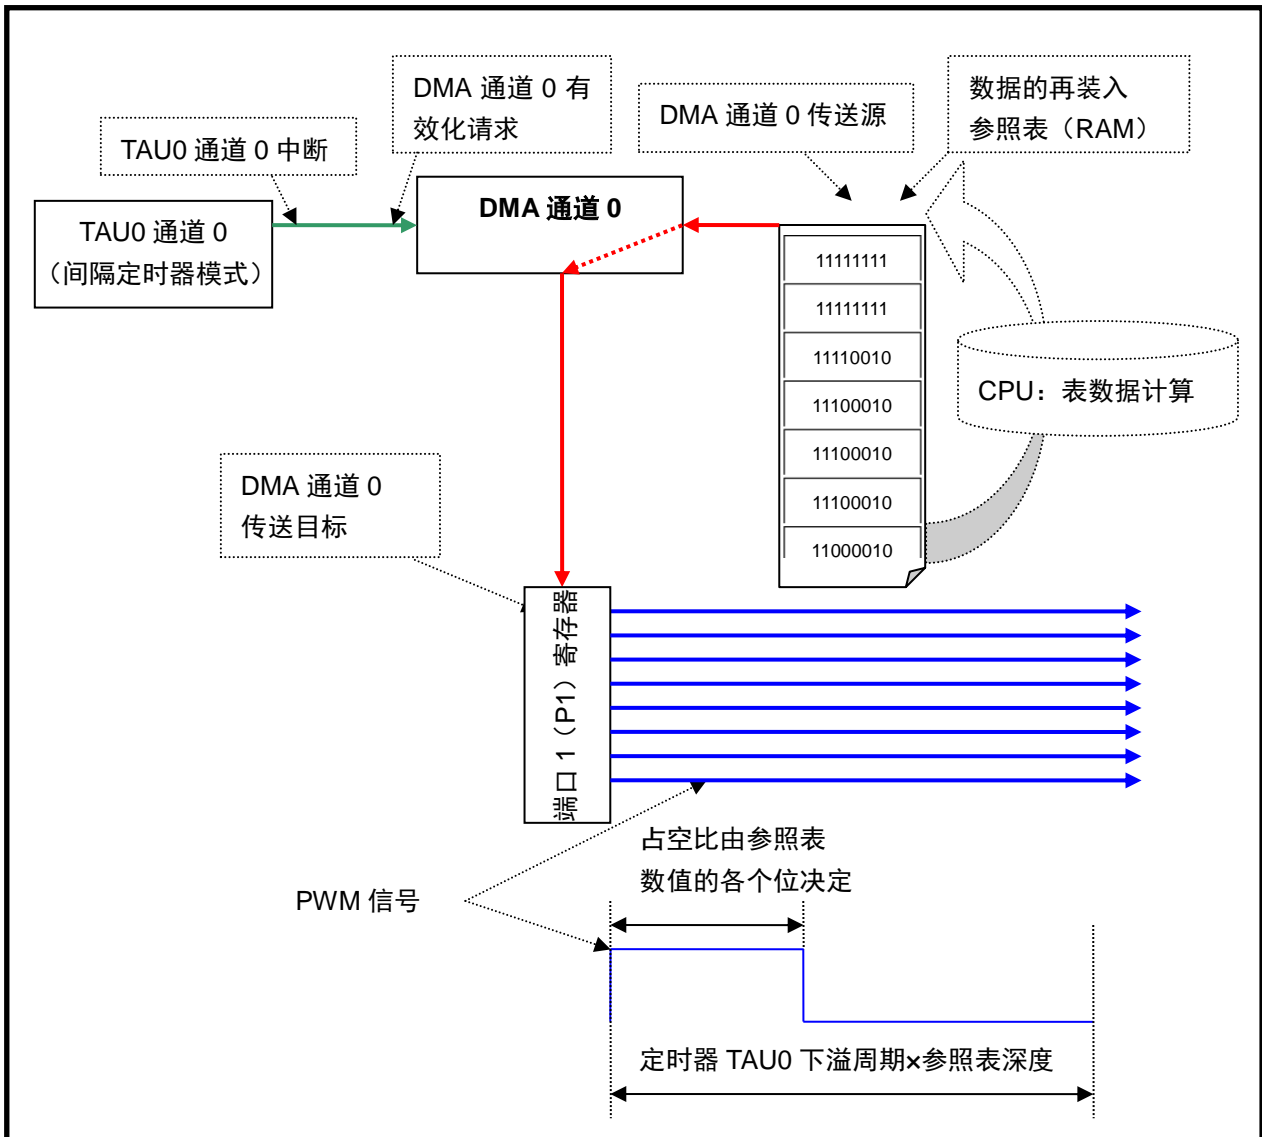 DMA 通道 0 有
效化请求
DMA 通道 0 传送源
数据的再装入
参照表（RAM）
TAU0 通道 0 中断
TAU0 通道 0
（间隔定时器模式）
DMA 通道 0
11111111
11111111
11110010
11100010
11100010
11100010
11000010
CPU：表数据计算
DMA 通道 0
传送目标
端口 1（P1）寄存器
PWM 信号
占空比由参照表
数值的各个位决定
定时器 TAU0 下溢周期×参照表深度